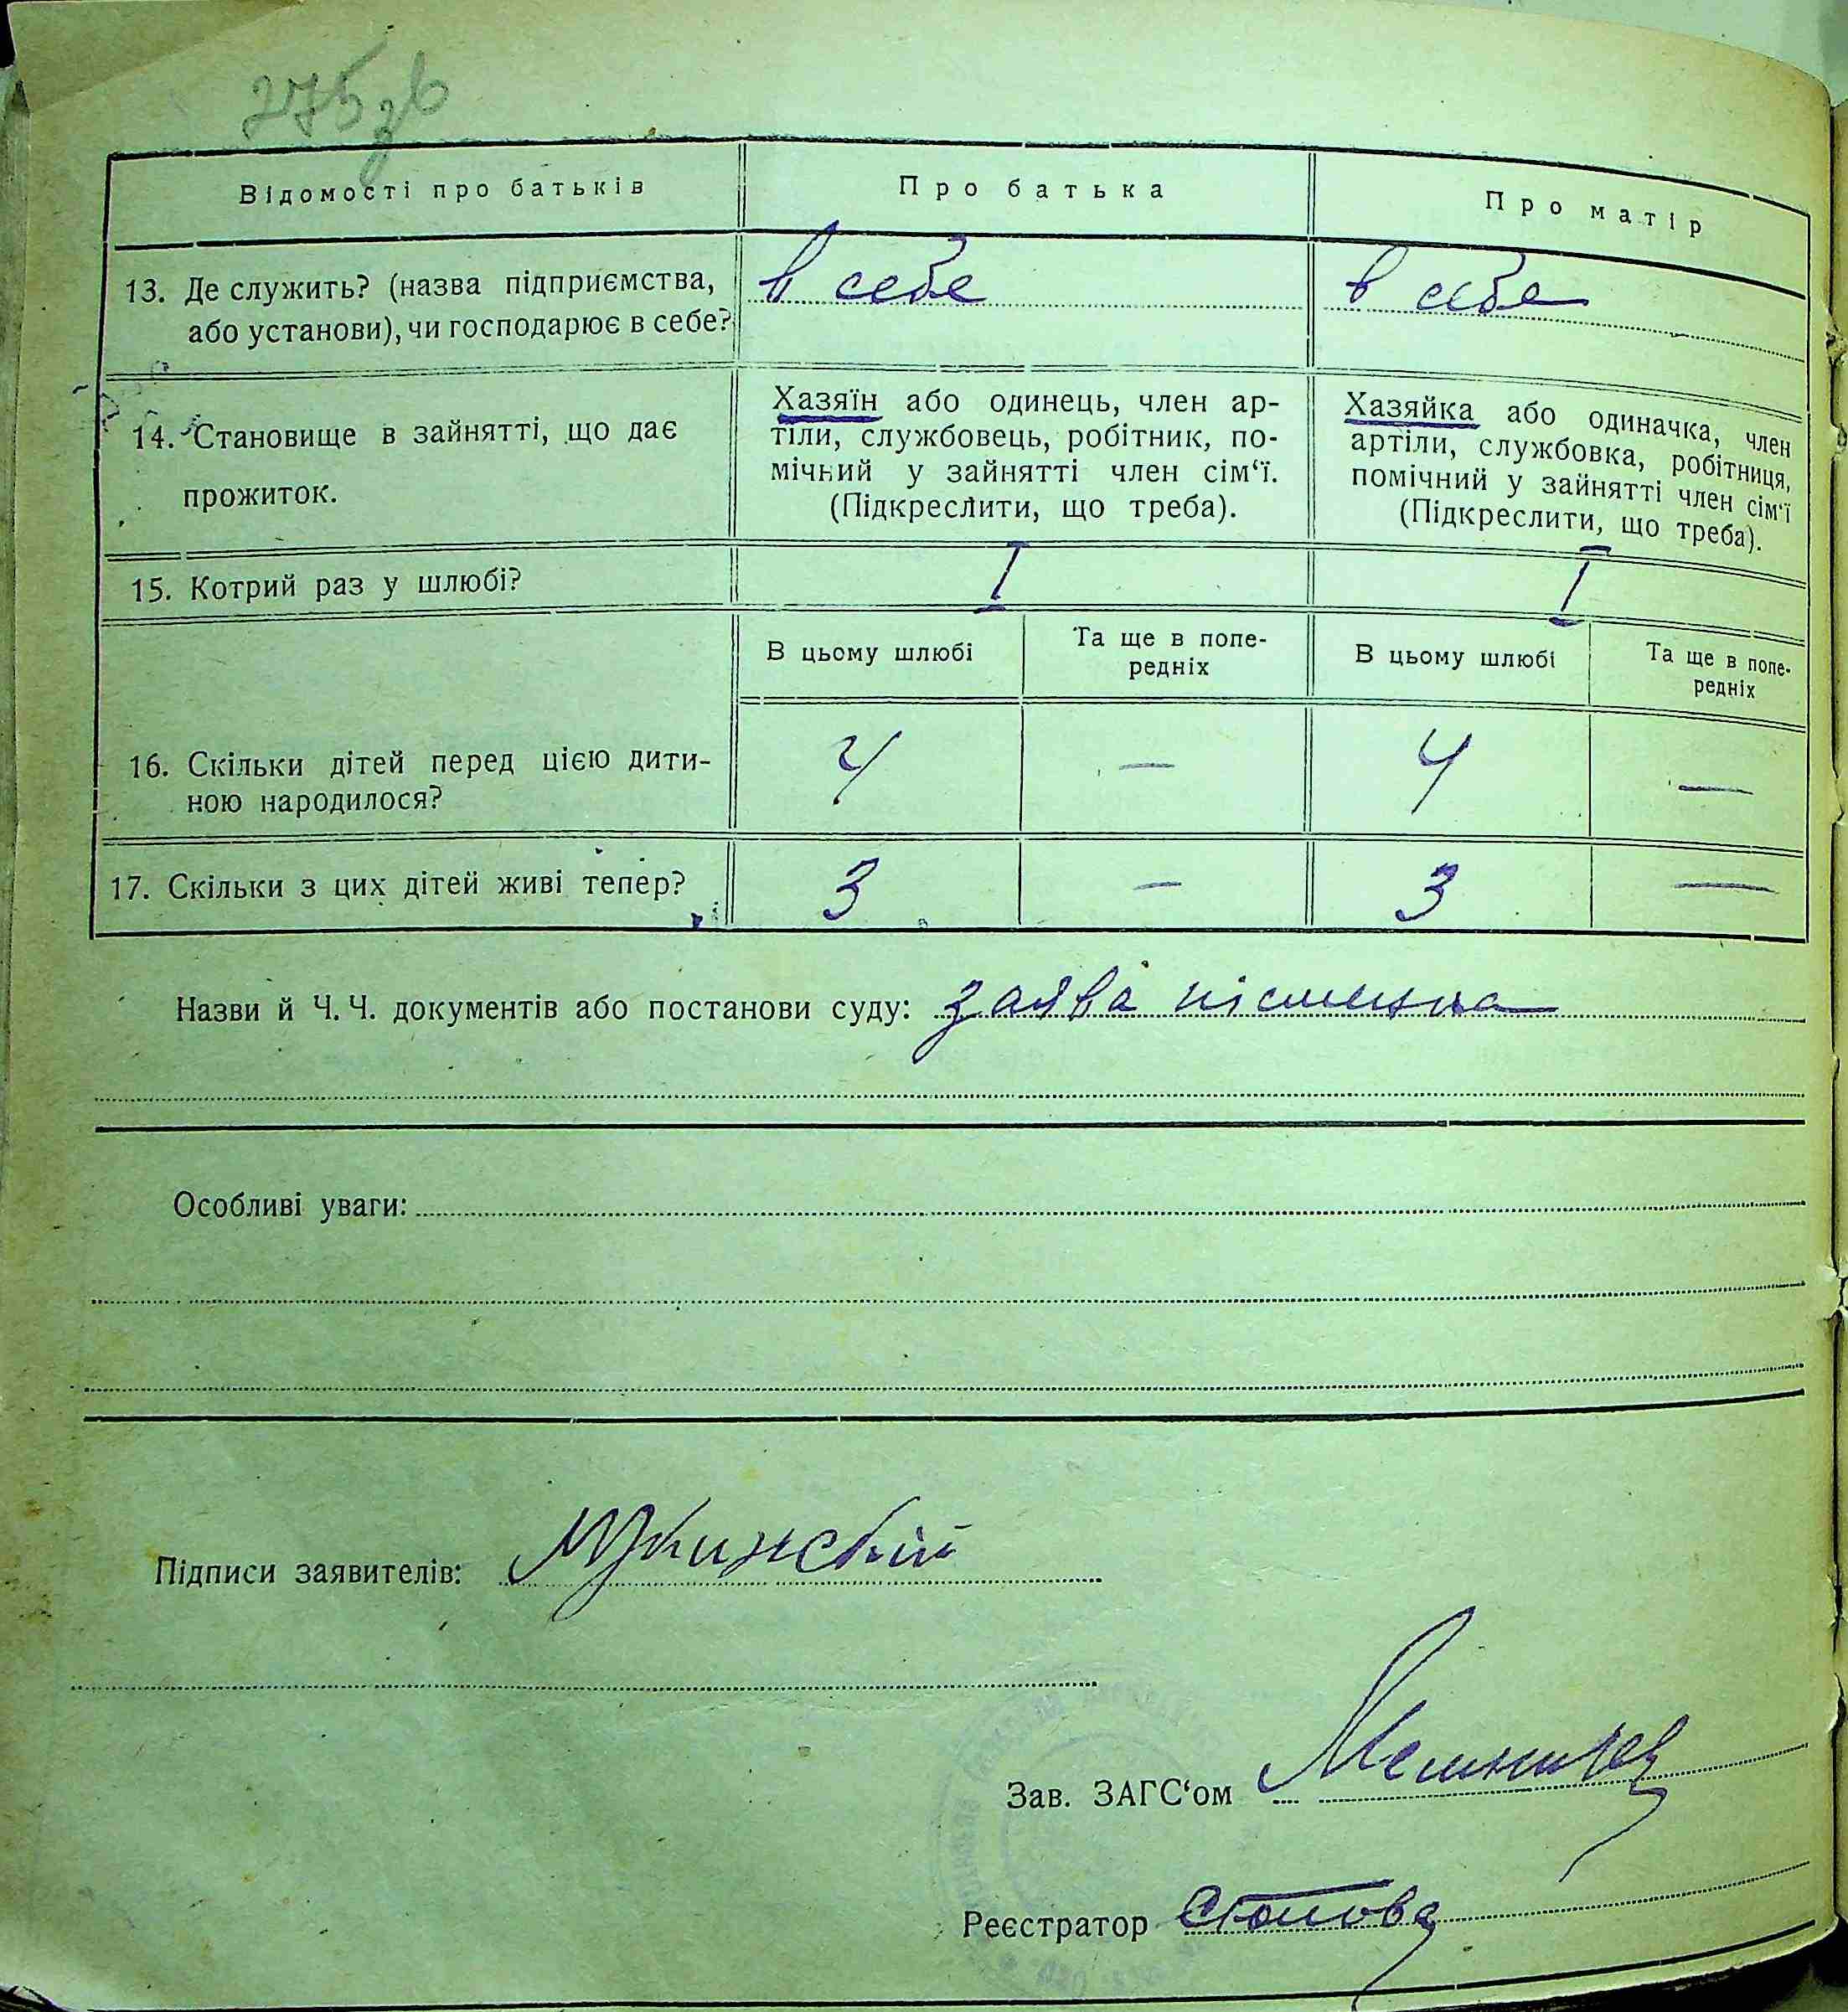 275зв
Відомості про батьків
Про батька
Про матір
13. Де служить? (назва підприємства,
або установи), чи господарює в себе?
в себе
в себе
14. Становище в зайнятті, що дає
прожиток.
Хазяїн або одинець, член ар-
тіли, службовець, робітник, по-
мічний у зайнятті член сім‘ї.
(Підкреслити, що треба).
Хазяйка або одиначка, член
артіли, службовка, робітниця,
помічний у зайнятті член сім‘ї
(Підкреслити, що треба).
15. Котрий раз у шлюбі?
I
I
В цьому шлюбі
Та ще в попе-
редніх
В цьому шлюбі
Та ще в попе-
редніх
16. Скільки дітей перед цією дити-
ною народилося?
4
—
4
—
17. Скільки з цих дітей живі тепер?
3
—
3
—
Назви й Ч. Ч. документів або постанови суду: заява пісменна
Особливі уваги:
Підписи заявителів:
Зав. ЗАГС‘ом
Реєстратор